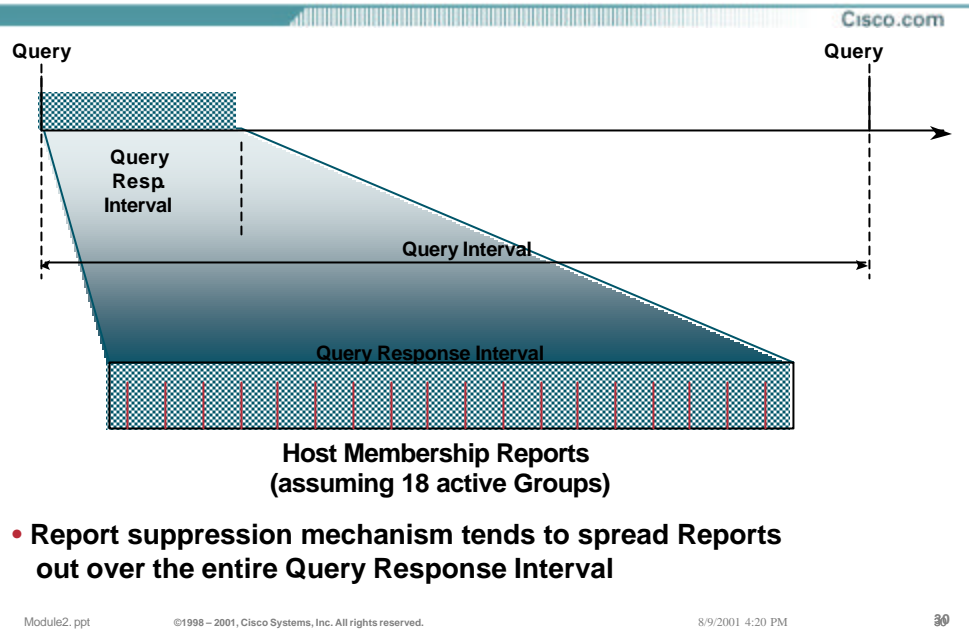 Cisco.com
Query
Query
Query
Resp.
Interval
Query Interval
Query Response Interval
Host Membership Reports
(assuming 18 active Groups)
• Report suppression mechanism tends to spread Reports
out over the entire Query Response Interval
Module2. ppt
©1998 – 2001, Cisco Systems, Inc. All rights reserved.
8/9/2001 4:20 PM
30